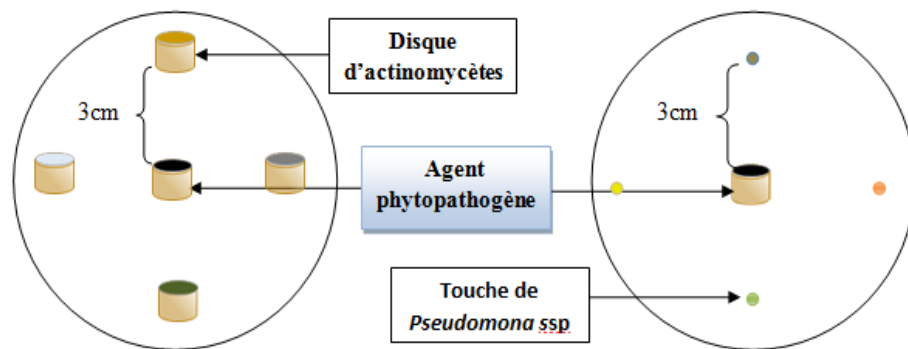 Disque
d'actinomycètes
3cm
3cm
Agent
phytopathogène
Touche de
Pseudomona ssp